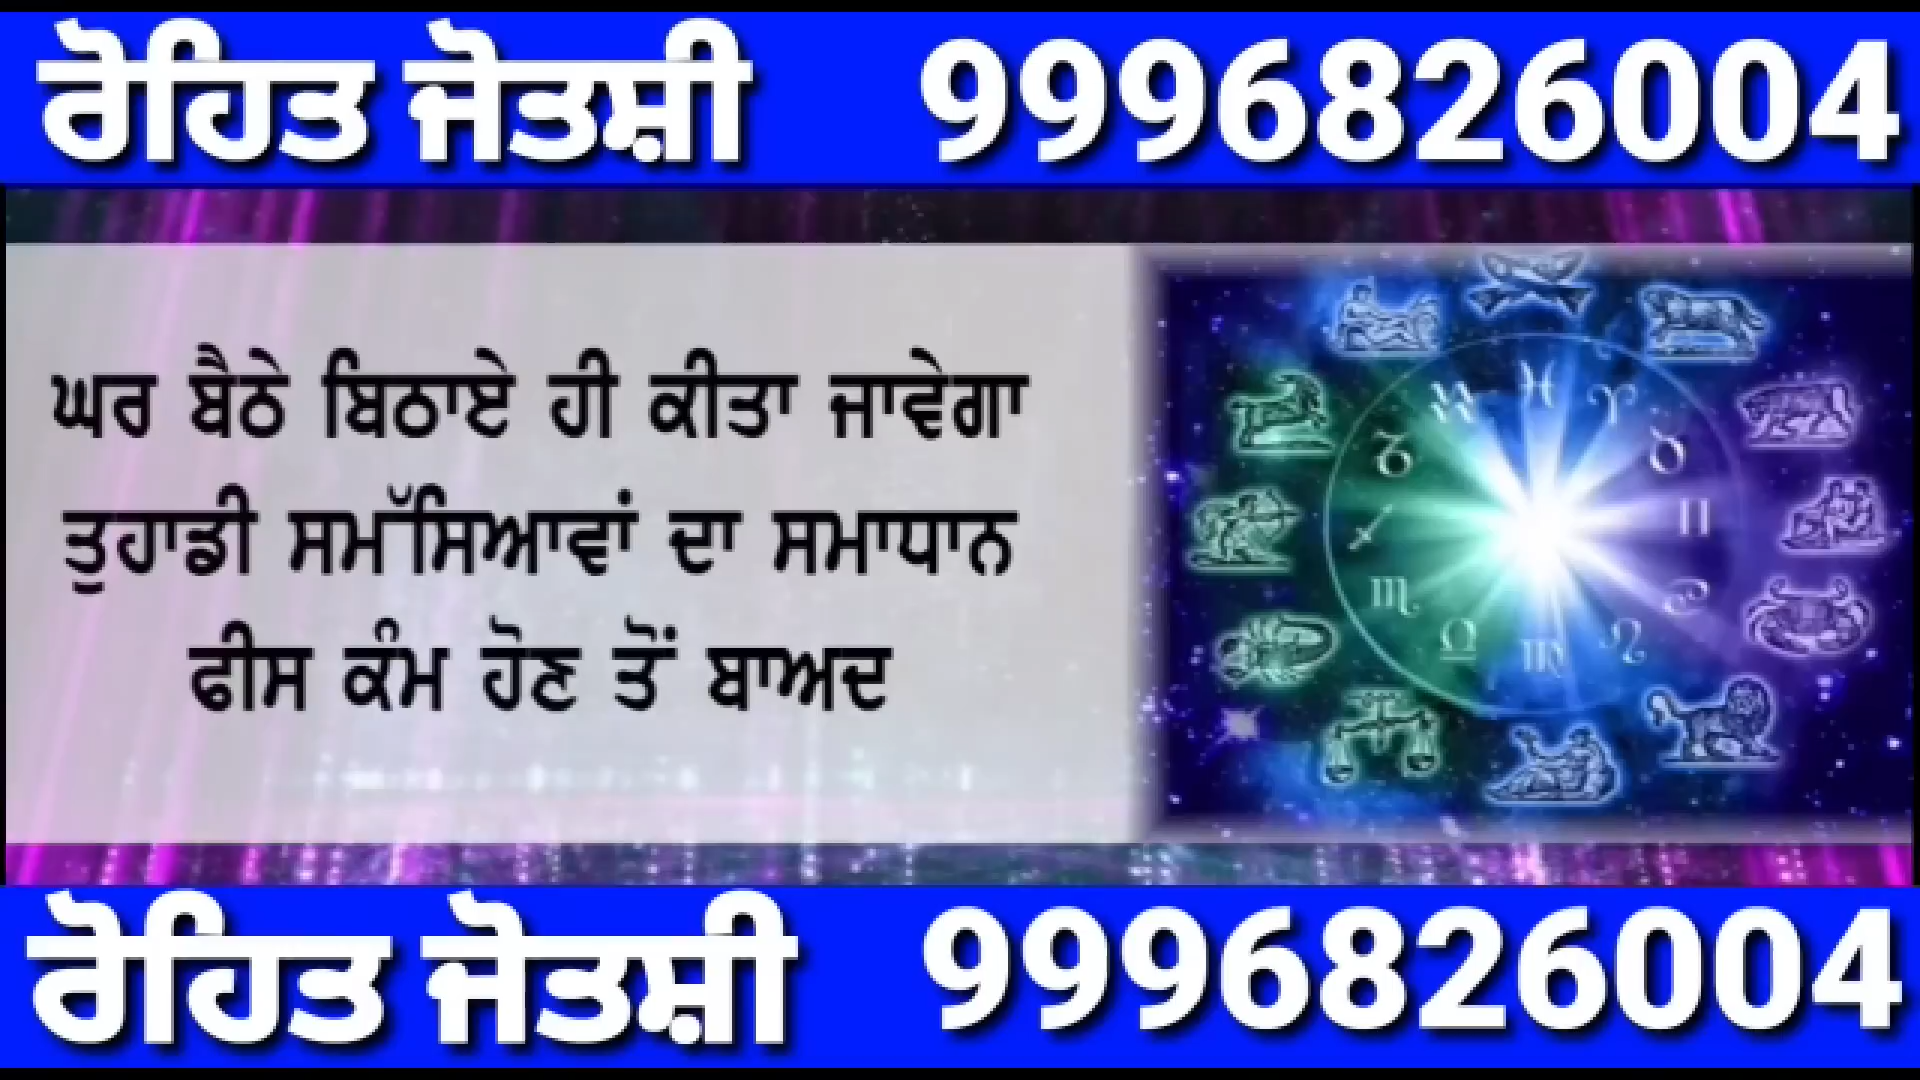 ਰੋਹਿਤ ਜੋਤਸ਼ੀ 9996826004
ਘਰ ਬੈਠੇ ਬਿਠਾਏ ਹੀ ਕੀਤਾ ਜਾਵੇਗਾ
ਤੁਹਾਡੀ ਸਮੱਸਿਆਵਾਂ ਦਾ ਸਮਾਧਾਨ
ਫੀਸ ਕੰਮ ਹੋਣ ਤੋਂ ਬਾਅਦ
ਰੋਹਿਤ ਜੋਤਸ਼ੀ 9996826004